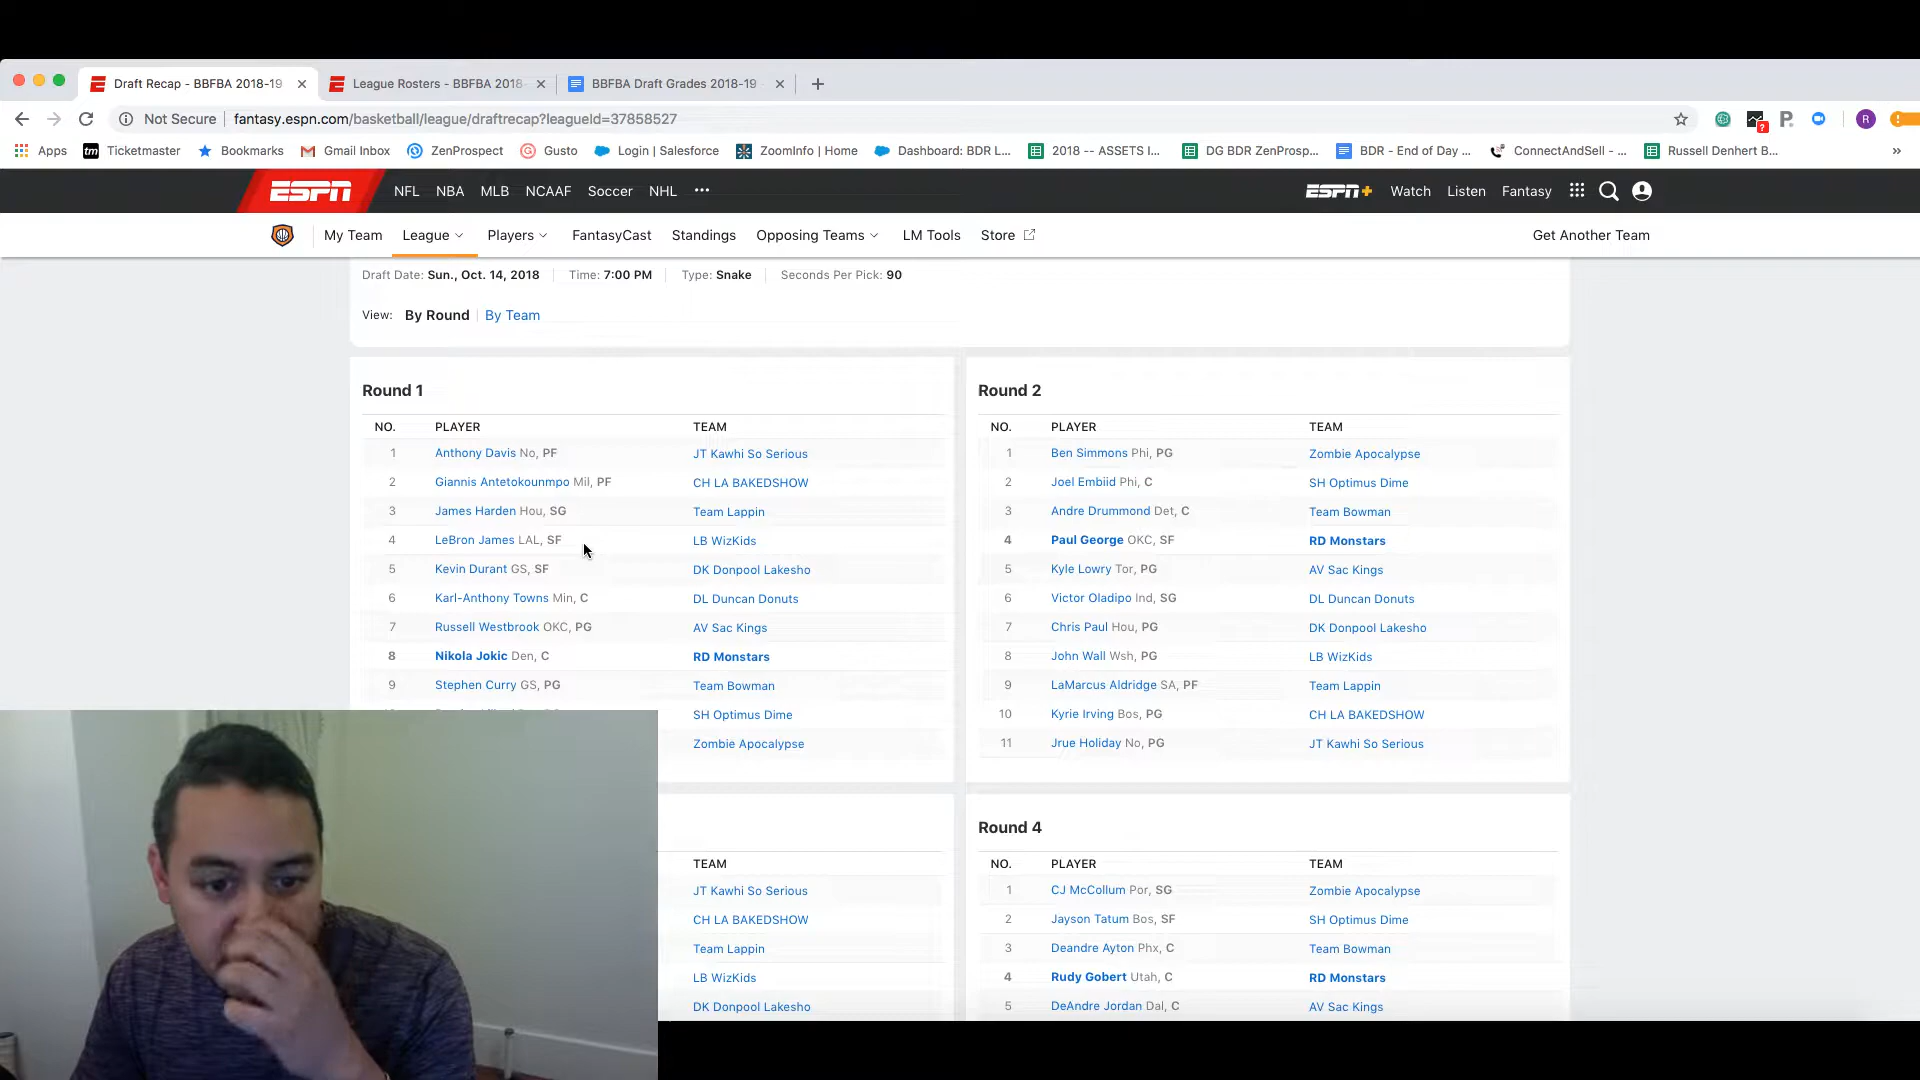 Draft Recap - BBFBA 2018-19
League Rosters - BBFBA 2018-
BBFBA Draft Grades 2018-19
Not Secure
fantasy.espn.com/basketball/league/draftrecap?leagueId=37858527
R
?
Apps
tm Ticketmaster
Bookmarks
Gmail Inbox
ZenProspect
Gusto
Login | Salesforce
ZoomInfo | Home
Dashboard: BDR L...
2018 -- ASSETS I...
DG BDR ZenProsp...
BDR - End of Day ...
ConnectAndSell - ...
Russell Denhert B...
»
ESPN
NFL
NBA
MLB
NCAAF
Soccer
NHL
•••
ESPN+
Watch
Listen
Fantasy
My Team
League
Players
FantasyCast
Standings
Opposing Teams
LM Tools
Store
Get Another Team
Draft Date: Sun., Oct. 14, 2018
Time: 7:00 PM
Type: Snake
Seconds Per Pick: 90
View: By Round By Team
Round 1
NO. PLAYER TEAM
1 Anthony Davis No, PF JT Kawhi So Serious
2 Giannis Antetokounmpo Mil, PF CH LA BAKEDSHOW
3 James Harden Hou, SG Team Lappin
4 LeBron James LAL, SF LB WizKids
5 Kevin Durant GS, SF DK Donpool Lakesho
6 Karl-Anthony Towns Min, C DL Duncan Donuts
7 Russell Westbrook OKC, PG AV Sac Kings
8 Nikola Jokic Den, C RD Monstars
9 Stephen Curry GS, PG Team Bowman
SH Optimus Dime
Zombie Apocalypse
Round 2
NO. PLAYER TEAM
1 Ben Simmons Phi, PG Zombie Apocalypse
2 Joel Embiid Phi, C SH Optimus Dime
3 Andre Drummond Det, C Team Bowman
4 Paul George OKC, SF RD Monstars
5 Kyle Lowry Tor, PG AV Sac Kings
6 Victor Oladipo Ind, SG DL Duncan Donuts
7 Chris Paul Hou, PG DK Donpool Lakesho
8 John Wall Wsh, PG LB WizKids
9 LaMarcus Aldridge SA, PF Team Lappin
10 Kyrie Irving Bos, PG CH LA BAKEDSHOW
11 Jrue Holiday No, PG JT Kawhi So Serious
TEAM
JT Kawhi So Serious
CH LA BAKEDSHOW
Team Lappin
LB WizKids
DK Donpool Lakesho
Round 4
NO. PLAYER TEAM
1 CJ McCollum Por, SG Zombie Apocalypse
2 Jayson Tatum Bos, SF SH Optimus Dime
3 Deandre Ayton Phx, C Team Bowman
4 Rudy Gobert Utah, C RD Monstars
5 DeAndre Jordan Dal, C AV Sac Kings